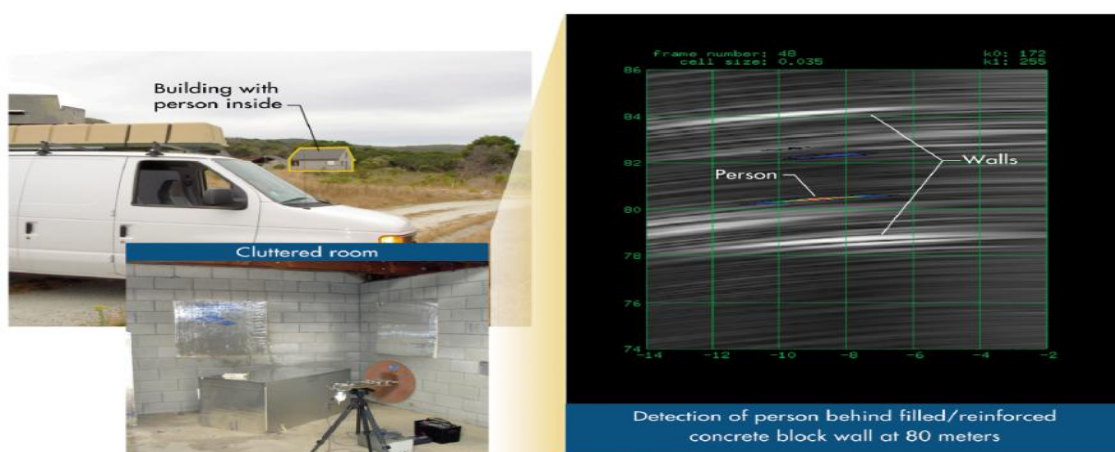 Building with
person inside
Cluttered room
frame number: 48
cell size: 0.035
k0: 172
k1: 255
86
84
82
80
78
76
74
-14
-12
-10
-8
-6
-4
-2
Walls
Person
Detection of person behind filled/reinforced
concrete block wall at 80 meters